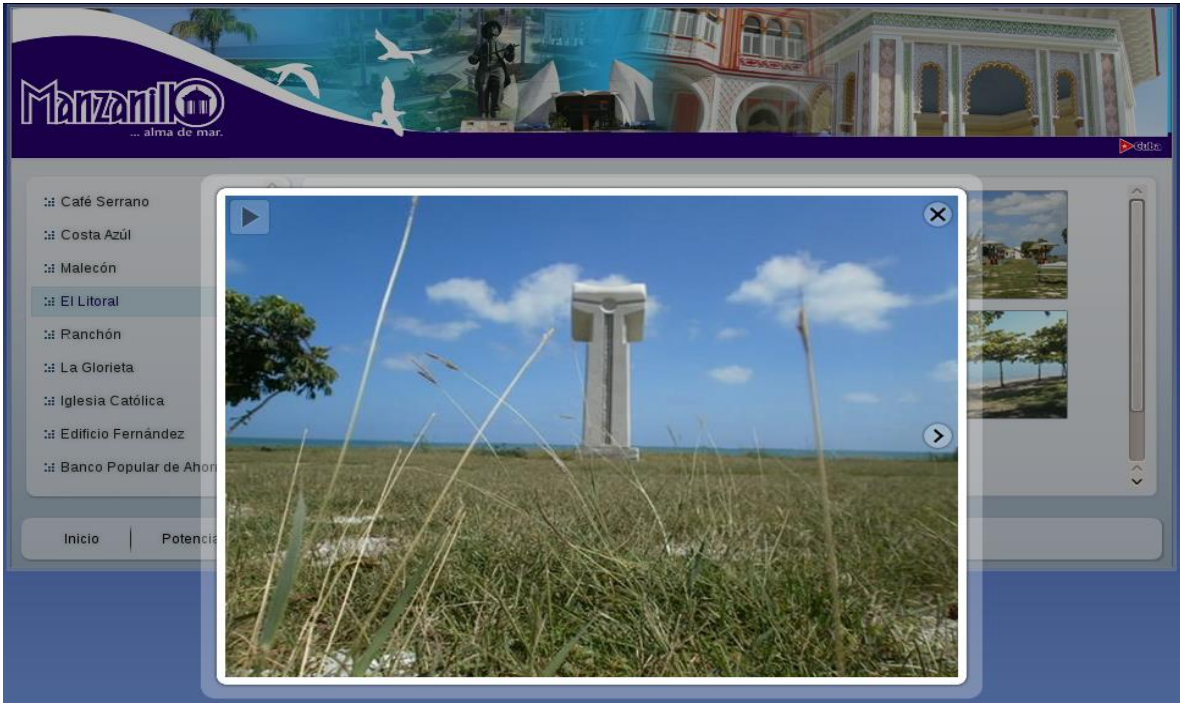 Manzanillo
... alma de mar.
Cuba
Café Serrano
Costa Azúl
Malecón
El Litoral
Ranchón
La Glorieta
Iglesia Católica
Edificio Fernández
Banco Popular de Ahor
Inicio
Potencia